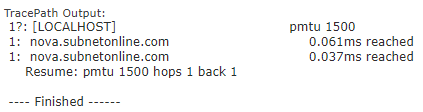 TracePath Output:
1?: [LOCALHOST] pmtu 1500
1: nova.subnetonline.com 0.061ms reached
1: nova.subnetonline.com 0.037ms reached
Resume: pmtu 1500 hops 1 back 1
---- Finished ------